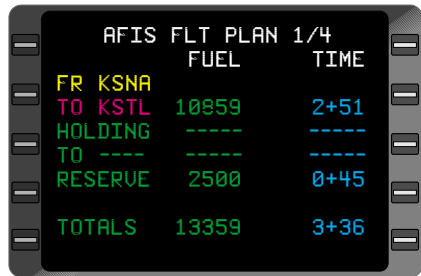 AFIS FLT PLAN 1/4
FUEL TIME
FR KSNA
TO KSTL 10859 2+51
HOLDING ----- -----
TO ---- ----- -----
RESERVE 2500 0+45
TOTALS 13359 3+36